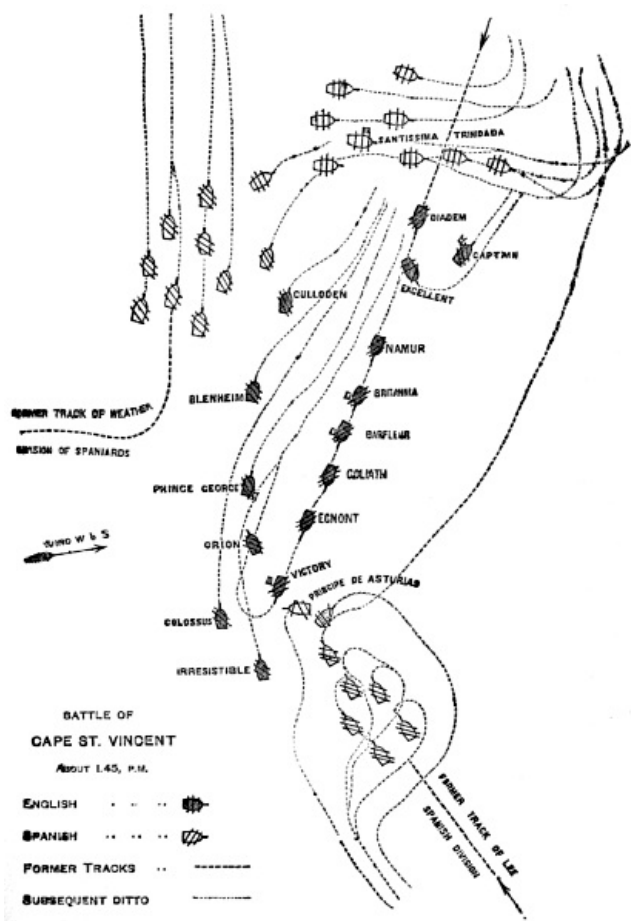 SANTISSIMA TRINDADA
DIADEM
CAPTAIN
EXCELLENT
CULLODEN
NAMUR
BLENHEIM
BRITANNIA
FORMER TRACK OF WEATHER
DIVISION OF SPANIARDS
BARFLEUR
GOLIATH
PRINCE GEORGE
EGMONT
WIND W b S
ORION
VICTORY
PRINCIPE DE ASTURIAS
COLOSSUS
IRRESISTIBLE
BATTLE OF
CAPE ST. VINCENT
ABOUT 1.45, P.M.
ENGLISH
SPANISH
FORMER TRACKS
SUBSEQUENT DITTO
FORMER TRACK OF LEE
SPANISH DIVISION